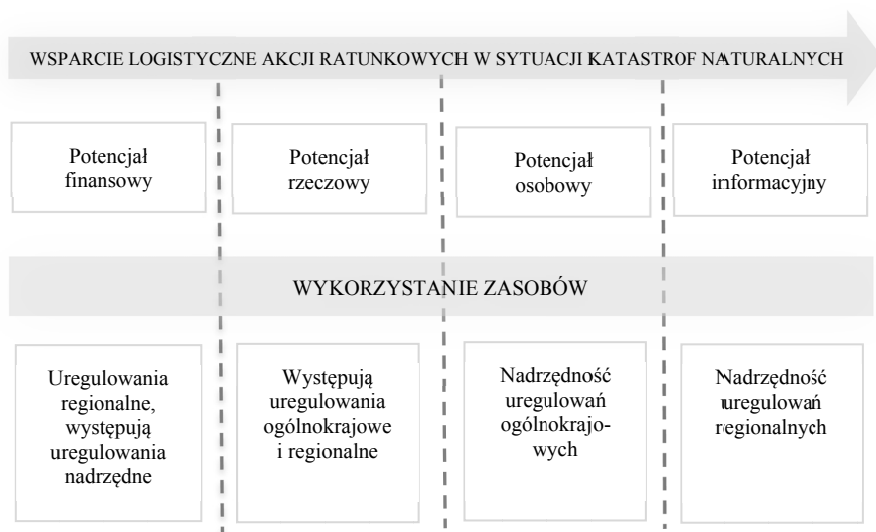 WSPARCIE LOGISTYCZNE AKCJI RATUNKOWYCH W SYTUACJI KATASTROF NATURALNYCH
Potencjał
finansowy
Potencjał
rzeczowy
Potencjał
osobowy
Potencjał
informacyjny
WYKORZYSTANIE ZASOBÓW
Uregulowania
regionalne,
występują
uregulowania
nadrzędne
Występują
uregulowania
ogólnokrajowe
i regionalne
Nadrzędność
uregulowań
ogólnokrajo-
wych
Nadrzędność
uregulowań
regionalnych